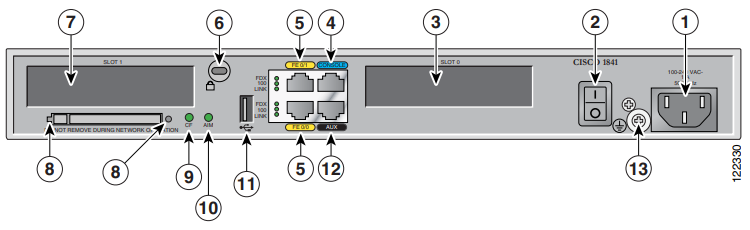 7
6
5
4
3
2
1
SLOT 1
FE 0/1
CONSOLE
SLOT 0
CISCO 1841
FDX
100
LINK
FDX
100
LINK
CF
AIM
DO NOT REMOVE DURING NETWORK OPERATION
FE 0/0
AUX
8
8
9
10
11
5
12
13
122330